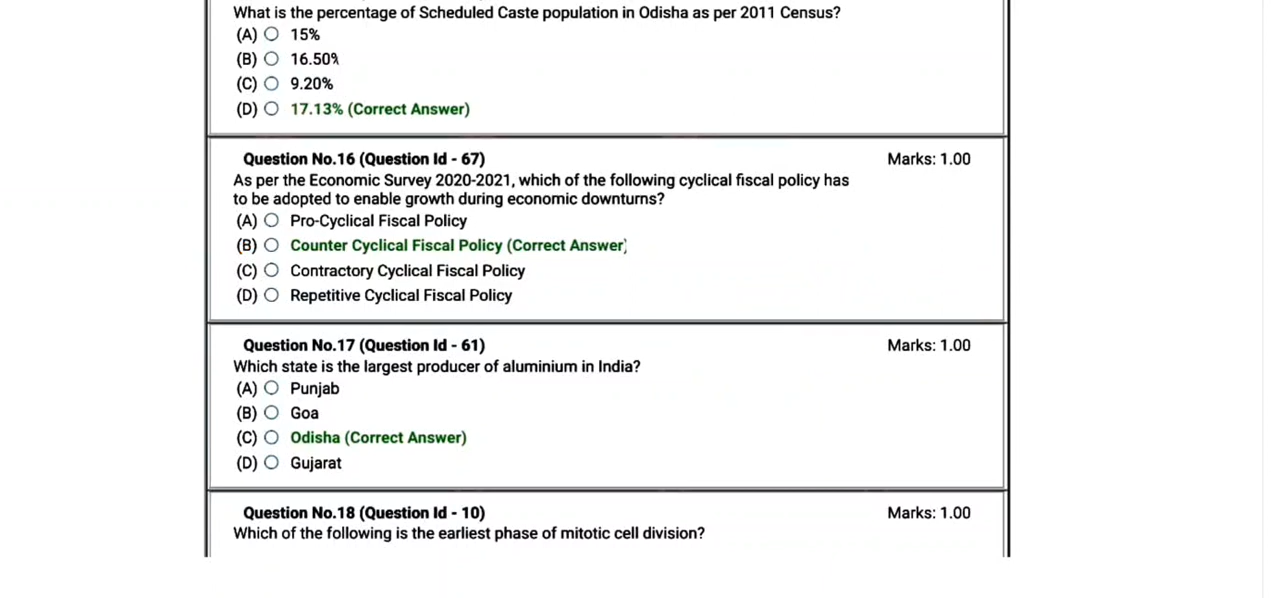 What is the percentage of Scheduled Caste population in Odisha as per 2011 Census?
(A) 15%
(B) 16.50%
(C) 9.20%
(D) 17.13% (Correct Answer)
Question No.16 (Question Id - 67) Marks: 1.00
As per the Economic Survey 2020-2021, which of the following cyclical fiscal policy has
to be adopted to enable growth during economic downturns?
(A) Pro-Cyclical Fiscal Policy
(B) Counter Cyclical Fiscal Policy (Correct Answer)
(C) Contractory Cyclical Fiscal Policy
(D) Repetitive Cyclical Fiscal Policy
Question No.17 (Question Id - 61) Marks: 1.00
Which state is the largest producer of aluminium in India?
(A) Punjab
(B) Goa
(C) Odisha (Correct Answer)
(D) Gujarat
Question No.18 (Question Id - 10) Marks: 1.00
Which of the following is the earliest phase of mitotic cell division?